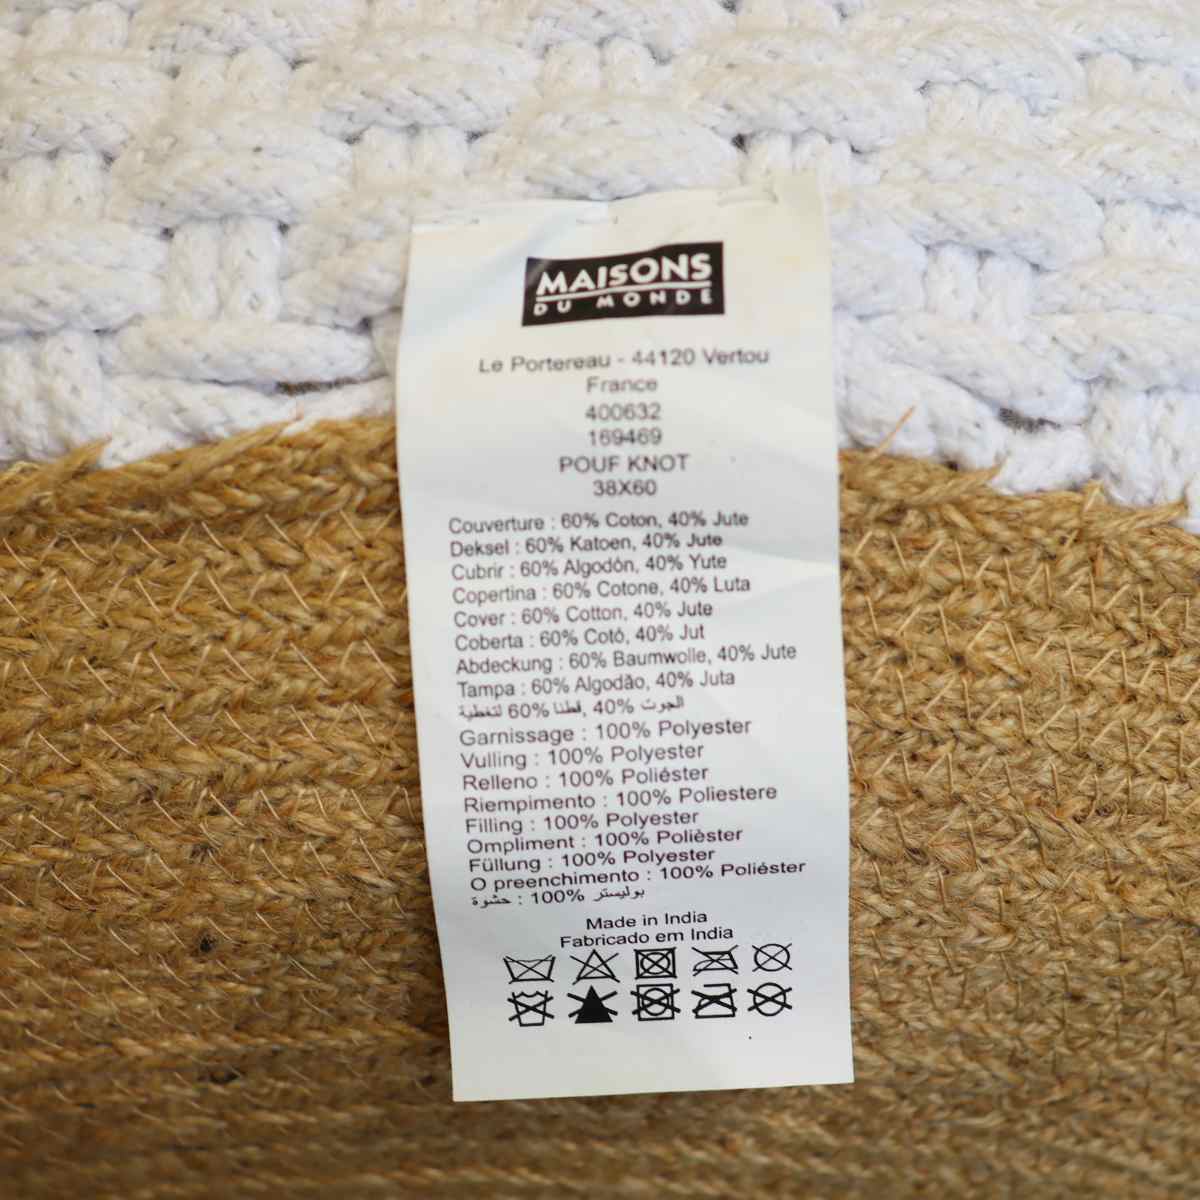 MAISONS
DU MONDE
Le Portereau - 44120 Vertou
France
400632
169469
POUF KNOT
38X60
Couverture : 60% Coton, 40% Jute
Deksel : 60% Katoen, 40% Jute
Cubrir : 60% Algodón, 40% Yute
Copertina : 60% Cotone, 40% Luta
Cover : 60% Cotton, 40% Jute
Coberta : 60% Cotó, 40% Jut
Abdeckung : 60% Baumwolle, 40% Jute
Tampa : 60% Algodão, 40% Juta
لتغطية 60% قطنا, 40% الجوت
Garnissage : 100% Polyester
Vulling : 100% Polyester
Relleno : 100% Poliéster
Riempimento : 100% Poliestere
Filling : 100% Polyester
Ompliment : 100% Polièster
Füllung : 100% Polyester
O preenchimento : 100% Poliéster
حشوة : 100% بوليستر
Made in India
Fabricado em India